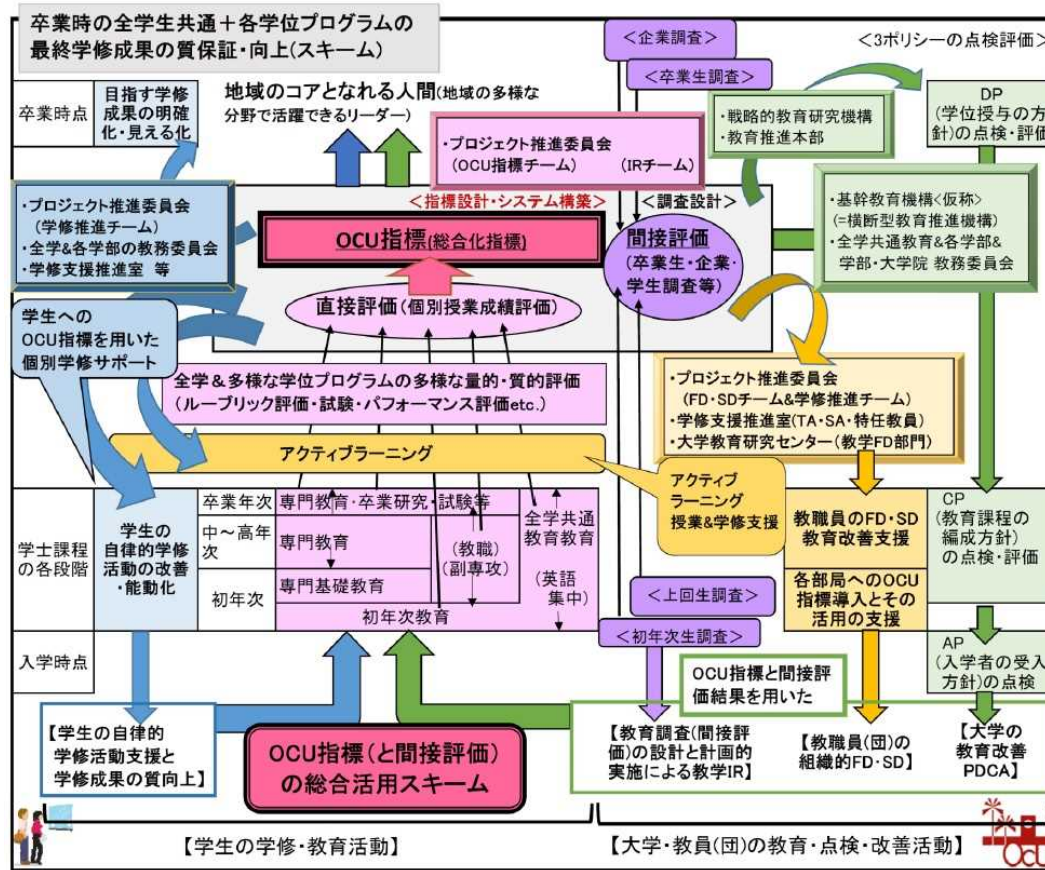 卒業時の全学生共通＋各学位プログラムの
最終学修成果の質保証・向上(スキーム)
＜企業調査＞
＜卒業生調査＞
＜3ポリシーの点検評価＞
卒業時点
目指す学修
成果の明確
化・見える化
地域のコアとなれる人間(地域の多様な
分野で活躍できるリーダー)
・戦略的教育研究機構
・教育推進本部
DP
(学位授与の方
針)の点検・評価
・プロジェクト推進委員会
(OCU指標チーム)　(IRチーム)
・プロジェクト推進委員会
(学修推進チーム)
・全学&各学部の教務委員会
・学修支援推進室 等
＜指標設計・システム構築＞
＜調査設計＞
OCU指標(総合化指標)
間接評価
(卒業生・企業・
学生調査等)
・基幹教育機構<仮称>
(=横断型教育推進機構)
・全学共通教育&各学部&
学部・大学院 教務委員会
直接評価(個別授業成績評価)
学生への
OCU指標を用いた
個別学修サポート
全学＆多様な学位プログラムの多様な量的・質的評価
(ルーブリック評価・試験・パフォーマンス評価etc.)
・プロジェクト推進委員会
(FD・SDチーム&学修推進チーム)
・学修支援推進室(TA・SA・特任教員)
・大学教育研究センター(教学FD部門)
アクティブラーニング
アクティブ
ラーニング
授業&学修支援
学士課程
の各段階
学生の
自律的学修
活動の改善
・能動化
卒業年次
専門教育・卒業研究・試験等
中～高年
次
専門教育
(教職)
(副専攻)
全学共通
教育教育
(英語
集中)
初年次
専門基礎教育
初年次教育
教職員のFD・SD
教育改善支援
各部局へのOCU
指標導入とその
活用の支援
CP
(教育課程の
編成方針)
の点検・評価
＜上回生調査＞
＜初年次生調査＞
入学時点
AP
(入学者の受入
方針)の点検
OCU指標と間接評
価結果を用いた
【学生の自律的
学修活動支援と
学修成果の質向上】
OCU指標(と間接評価)
の総合活用スキーム
【教育調査(間接評
価)の設計と計画的
実施による教学IR】
【教職員(団)の
組織的FD・SD】
【大学の
教育改善
PDCA】
【学生の学修・教育活動】
【大学・教員(団)の教育・点検・改善活動】
OCU